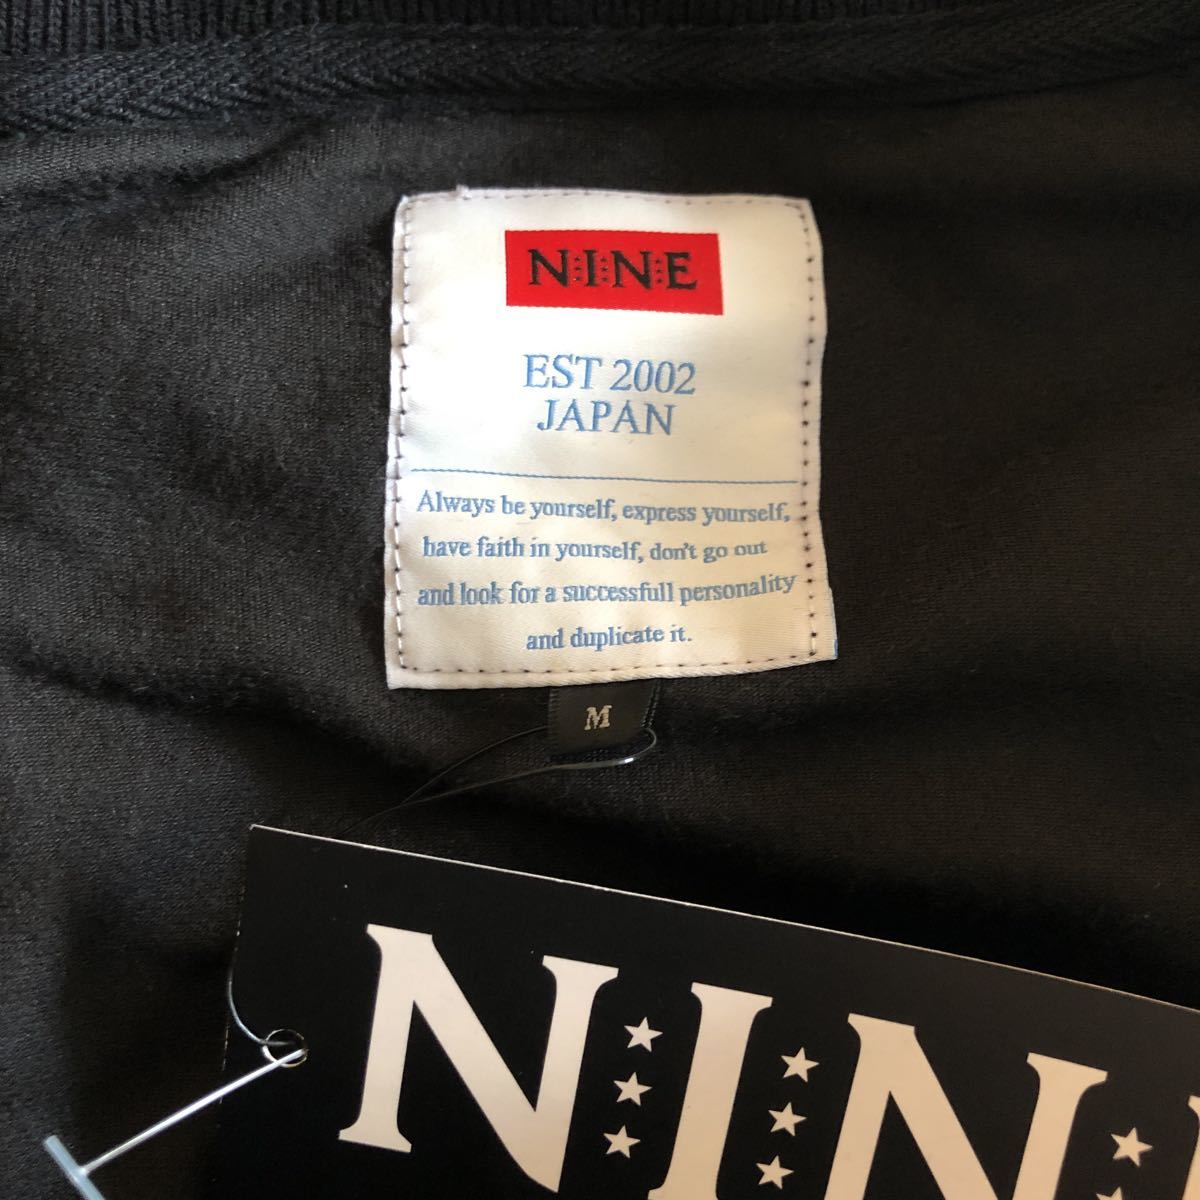 N⋮I⋮N⋮E
EST 2002
JAPAN
Always be yourself, express yourself,
have faith in yourself, don't go out
and look for a successfull personality
and duplicate it.
M
N⋮I⋮N⋮